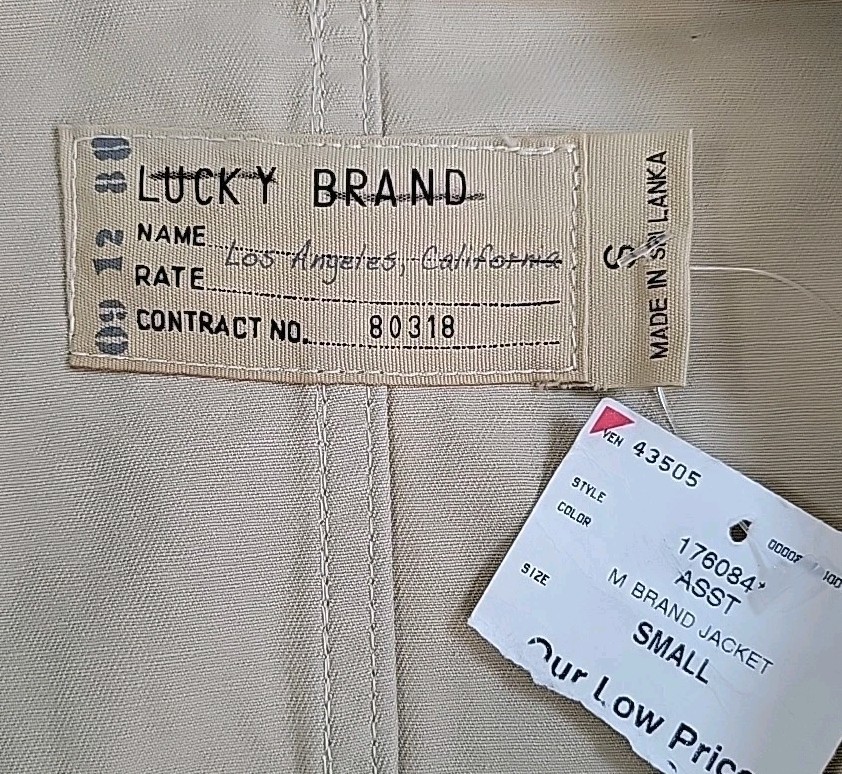 LUCKY BRAND
NAME Los Angeles, California
RATE
CONTRACT NO. 80318
09 12
S
MADE IN SRI LANKA
VEN 43505
STYLE 176084*
COLOR ASST
M BRAND JACKET
SIZE SMALL
Our Low Price